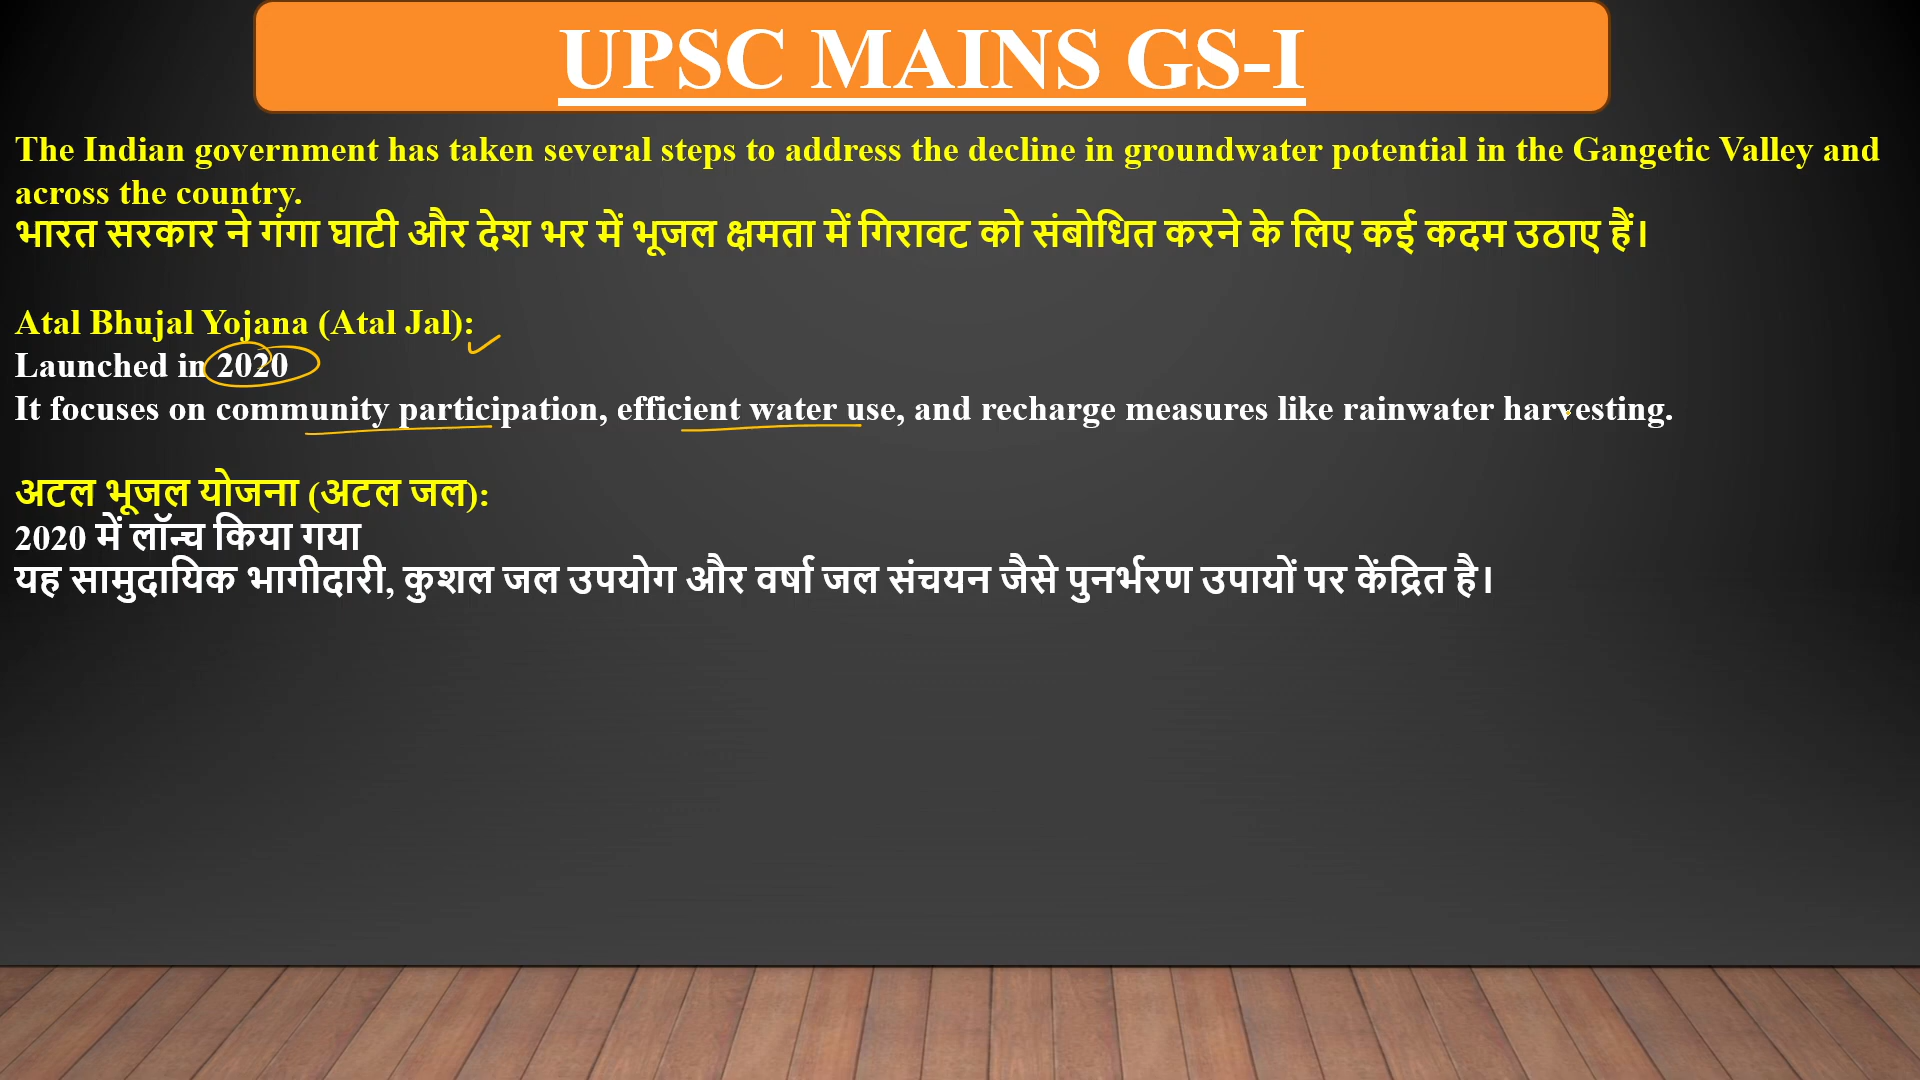 UPSC MAINS GS-I
The Indian government has taken several steps to address the decline in groundwater potential in the Gangetic Valley and
across the country.
भारत सरकार ने गंगा घाटी और देश भर में भूजल क्षमता में गिरावट को संबोधित करने के लिए कई कदम उठाए हैं।
Atal Bhujal Yojana (Atal Jal):
Launched in 2020
It focuses on community participation, efficient water use, and recharge measures like rainwater harvesting.
अटल भूजल योजना (अटल जल):
2020 में लॉन्च किया गया
यह सामुदायिक भागीदारी, कुशल जल उपयोग और वर्षा जल संचयन जैसे पुनर्भरण उपायों पर केंद्रित है।